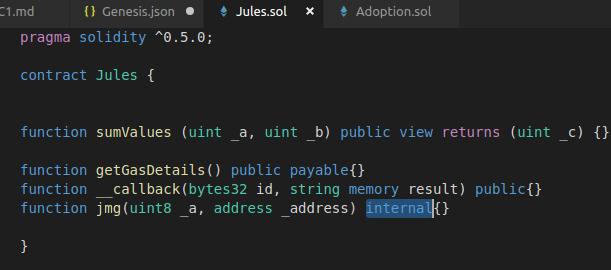 C1.md
{} Genesis.json
Jules.sol
Adoption.sol
pragma solidity ^0.5.0;
contract Jules {
function sumValues (uint _a, uint _b) public view returns (uint _c) {}
function getGasDetails() public payable{}
function __callback(bytes32 id, string memory result) public{}
function jmg(uint8 _a, address _address) internal{}
}